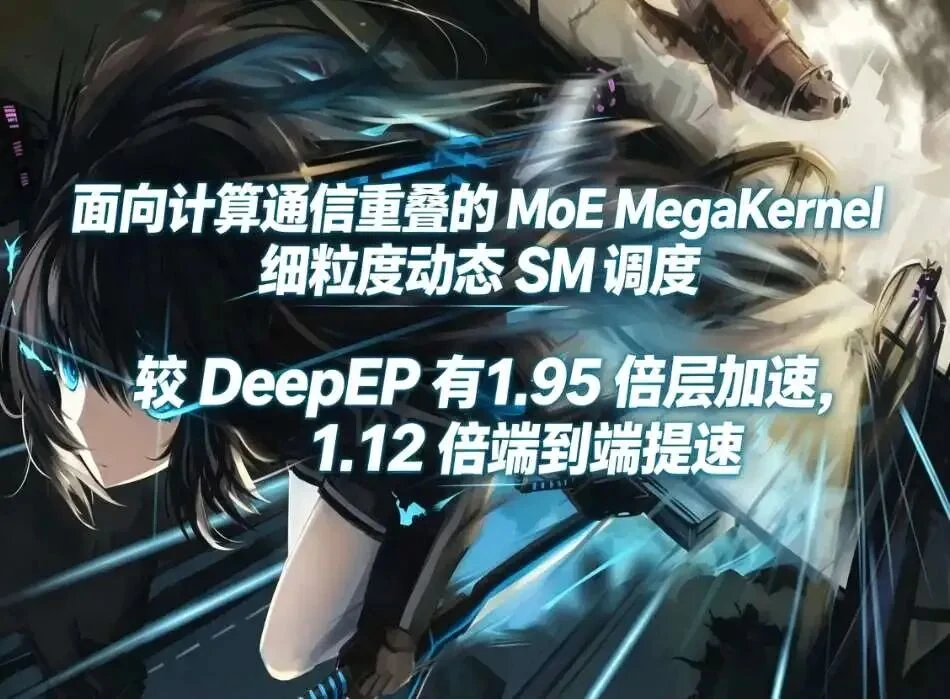 面向计算通信重叠的 MoE MegaKernel
细粒度动态 SM 调度
较 DeepEP 有1.95 倍层加速,
1.12 倍端到端提速